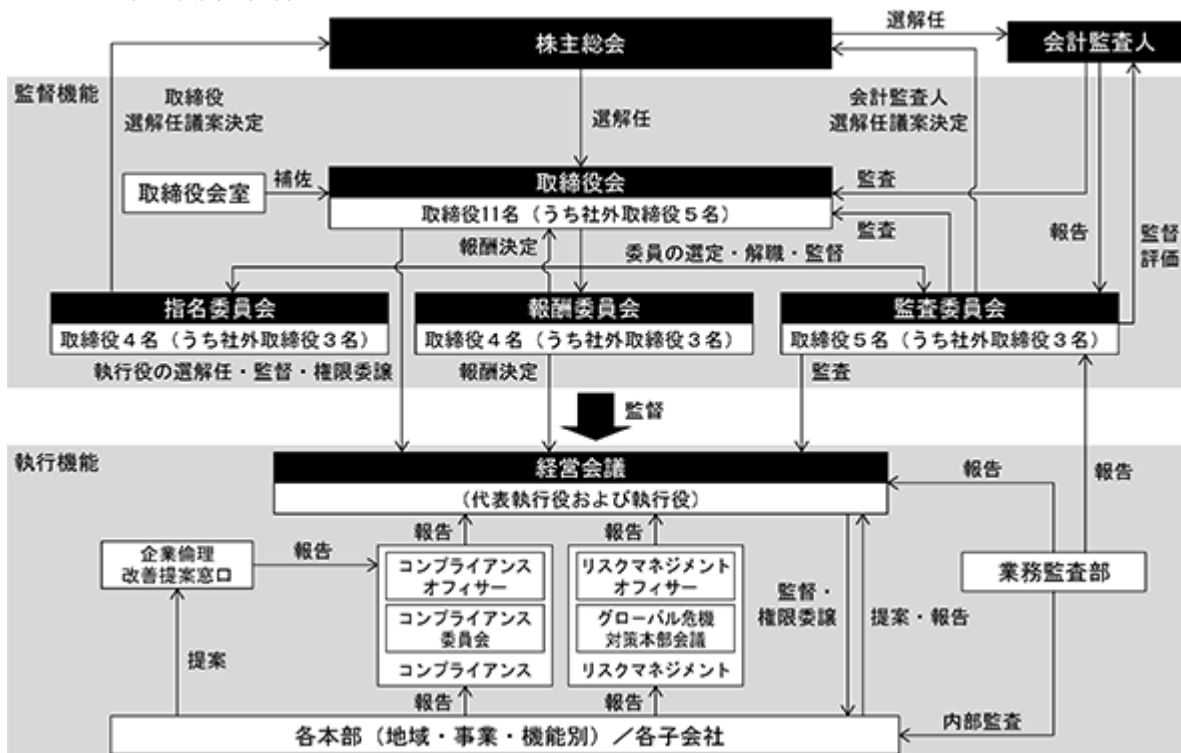 選解任
株主総会
会計監査人
監督機能
取締役
選解任議案決定
選解任
会計監査人
選解任議案決定
取締役会室
補佐
取締役会
監査
取締役11名（うち社外取締役5名）
報酬決定
監査
報告
監督
評価
委員の選定・解職・監督
指名委員会
報酬委員会
監査委員会
取締役4名（うち社外取締役3名）
取締役4名（うち社外取締役3名）
取締役5名（うち社外取締役3名）
執行役の選解任・監督・権限委譲
報酬決定
監査
監督
執行機能
経営会議
(代表執行役および執行役)
報告
報告
報告
報告
企業倫理
改善提案窓口
報告
コンプライアンス
オフィサー
リスクマネジメント
オフィサー
業務監査部
コンプライアンス
委員会
グローバル危機
対策本部会議
監督・
権限委譲
提案・報告
提案
コンプライアンス
リスクマネジメント
報告
報告
内部監査
各本部（地域・事業・機能別）／各子会社